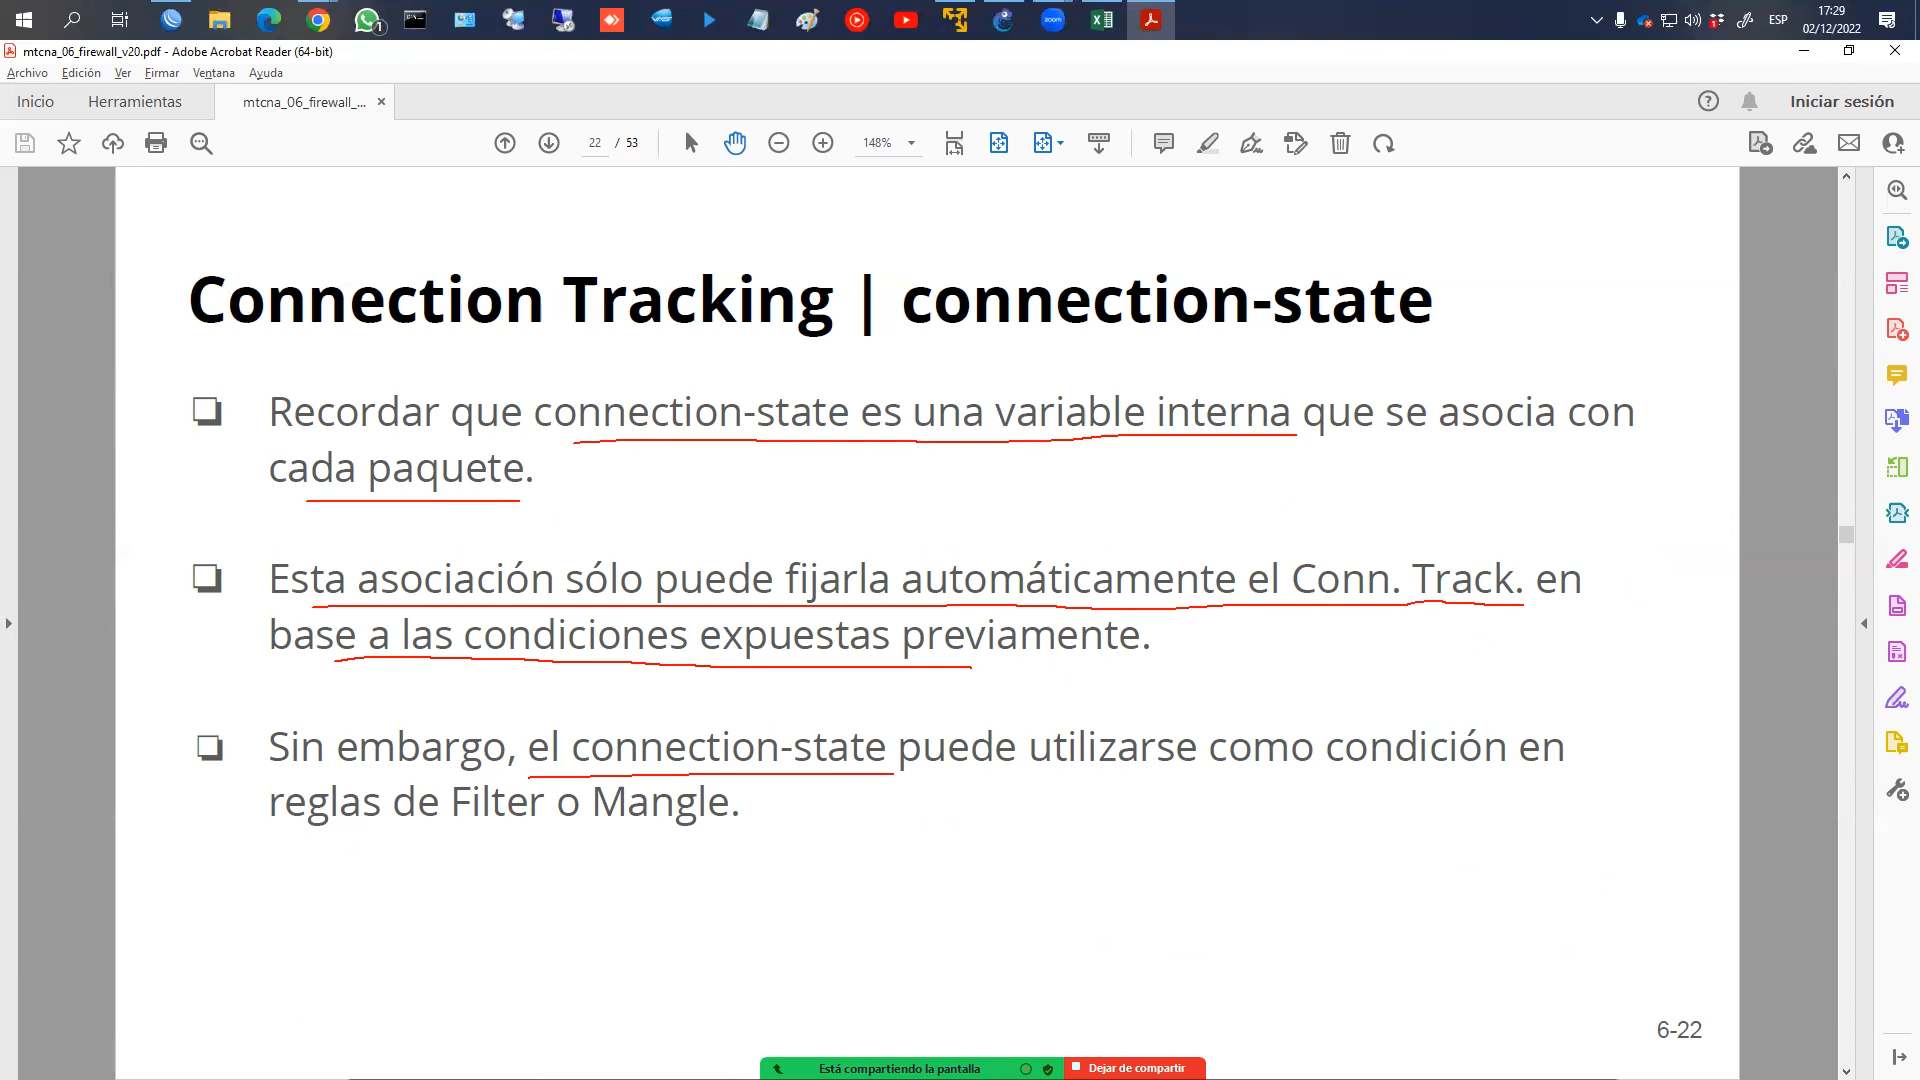 1
ESP
17:29
02/12/2022
mtcna_06_firewall_v20.pdf - Adobe Acrobat Reader (64-bit)
Archivo Edición Ver Firmar Ventana Ayuda
Inicio Herramientas mtcna_06_firewall_... × Iniciar sesión
22 / 53 148%
Connection Tracking | connection-state
Recordar que connection-state es una variable interna que se asocia con
cada paquete.
Esta asociación sólo puede fijarla automáticamente el Conn. Track. en
base a las condiciones expuestas previamente.
Sin embargo, el connection-state puede utilizarse como condición en
reglas de Filter o Mangle.
6-22
Está compartiendo la pantalla Dejar de compartir